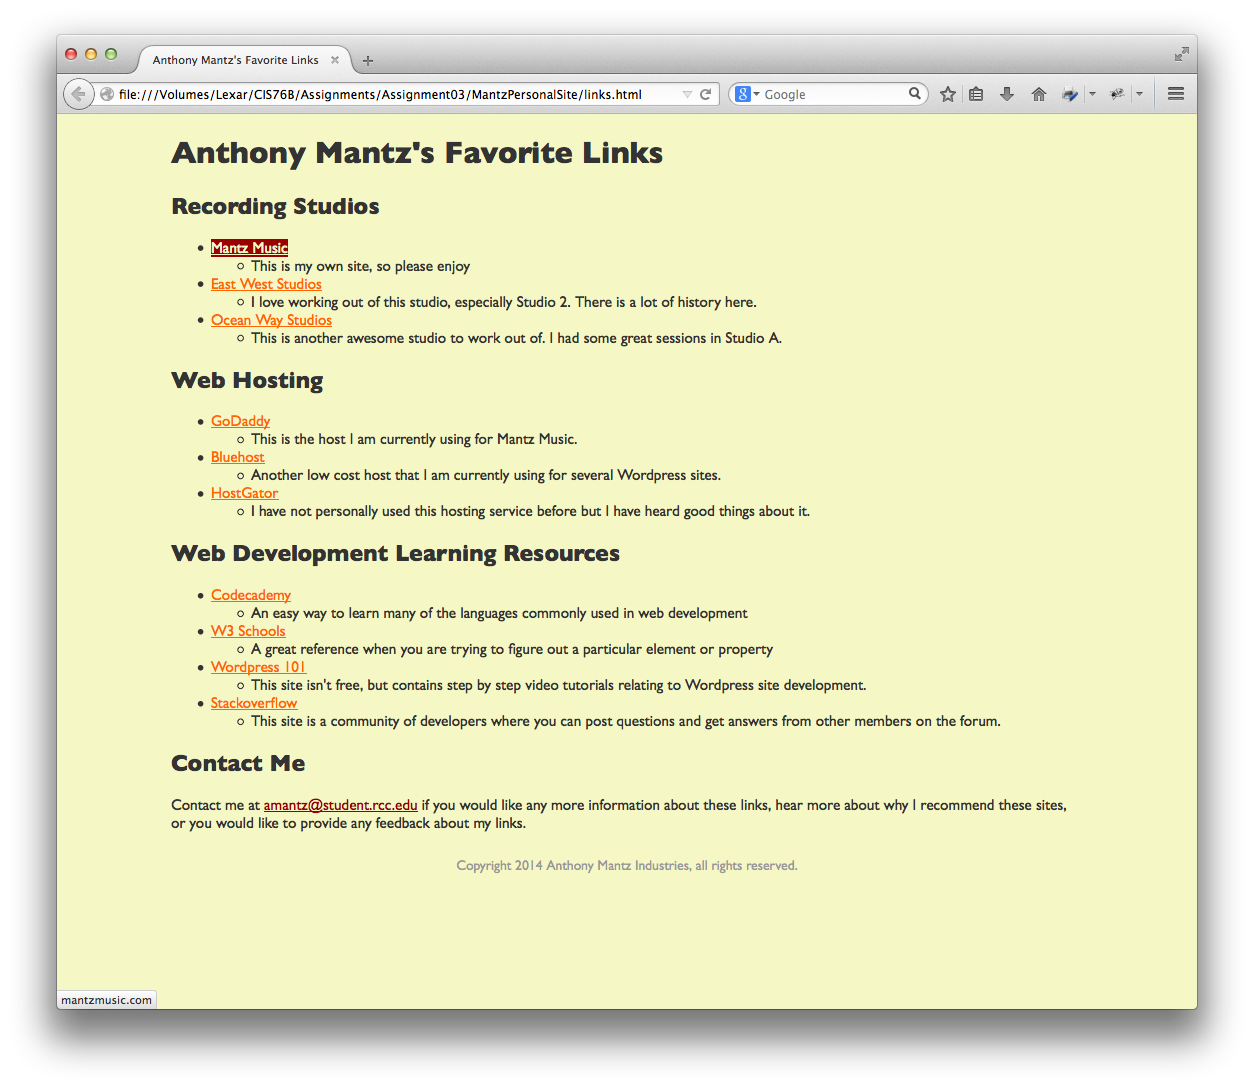 Anthony Mantz's Favorite Links
file:///Volumes/Lexar/CIS76B/Assignments/Assignment03/MantzPersonalSite/links.html
8 Google
Anthony Mantz's Favorite Links
Recording Studios
Mantz Music
This is my own site, so please enjoy
East West Studios
I love working out of this studio, especially Studio 2. There is a lot of history here.
Ocean Way Studios
This is another awesome studio to work out of. I had some great sessions in Studio A.
Web Hosting
GoDaddy
This is the host I am currently using for Mantz Music.
Bluehost
Another low cost host that I am currently using for several Wordpress sites.
HostGator
I have not personally used this hosting service before but I have heard good things about it.
Web Development Learning Resources
Codecademy
An easy way to learn many of the languages commonly used in web development
W3 Schools
A great reference when you are trying to figure out a particular element or property
Wordpress 101
This site isn't free, but contains step by step video tutorials relating to Wordpress site development.
Stackoverflow
This site is a community of developers where you can post questions and get answers from other members on the forum.
Contact Me
Contact me at amantz@student.rcc.edu if you would like any more information about these links, hear more about why I recommend these sites,
or you would like to provide any feedback about my links.
Copyright 2014 Anthony Mantz Industries, all rights reserved.
mantzmusic.com